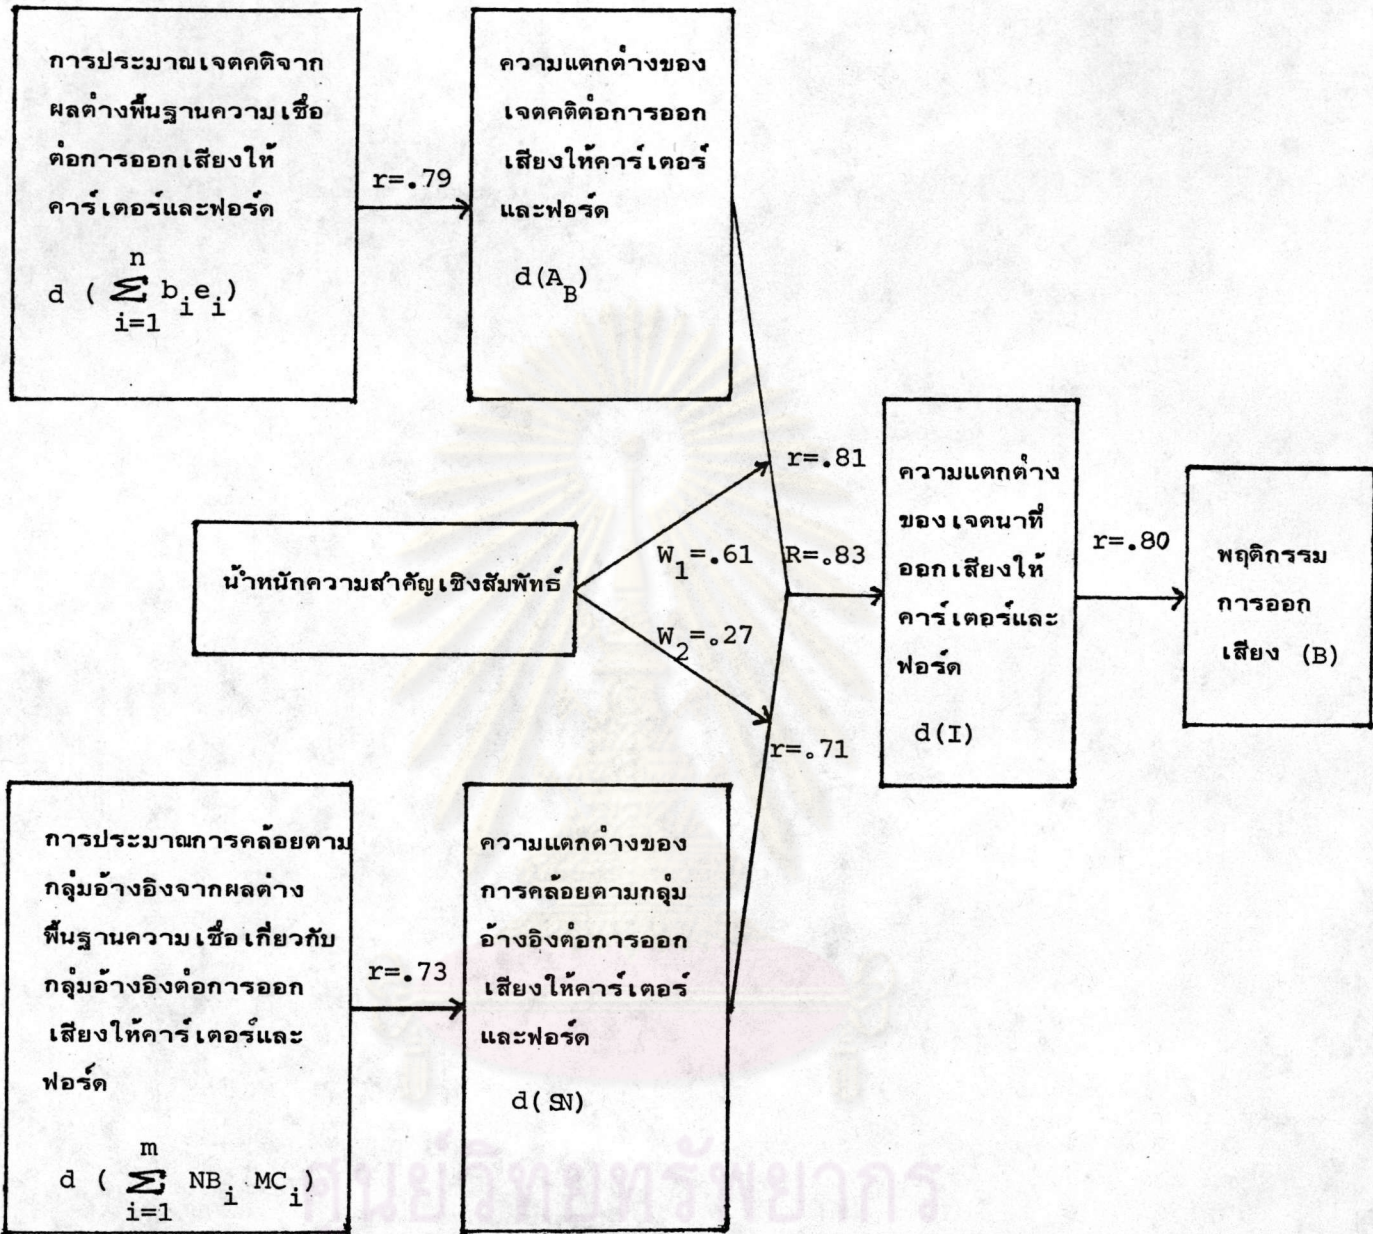 การประมาณเจตคติจาก
ผลต่างพื้นฐานความเชื่อ
ต่อการออกเสียงให้
คาร์เตอร์และฟอร์ด
n
d ( Σ b_i e_i)
i=1
r=.79
ความแตกต่างของ
เจตคติต่อการออก
เสียงให้คาร์เตอร์
และฟอร์ด
d(A_B)
น้ำหนักความสำคัญเชิงสัมพัทธ์
r=.81
W_1=.61
R=.83
W_2=.27
r=.71
ความแตกต่าง
ของเจตนาที่
ออกเสียงให้
คาร์เตอร์และ
ฟอร์ด
d(I)
r=.80
พฤติกรรม
การออก
เสียง (B)
การประมาณการคล้อยตาม
กลุ่มอ้างอิงจากผลต่าง
พื้นฐานความเชื่อเกี่ยวกับ
กลุ่มอ้างอิงต่อการออก
เสียงให้คาร์เตอร์และ
ฟอร์ด
m
d ( Σ NB_i MC_i)
i=1
r=.73
ความแตกต่างของ
การคล้อยตามกลุ่ม
อ้างอิงต่อการออก
เสียงให้คาร์เตอร์
และฟอร์ด
d(SN)
ศูนย์วิทยทรัพยากร